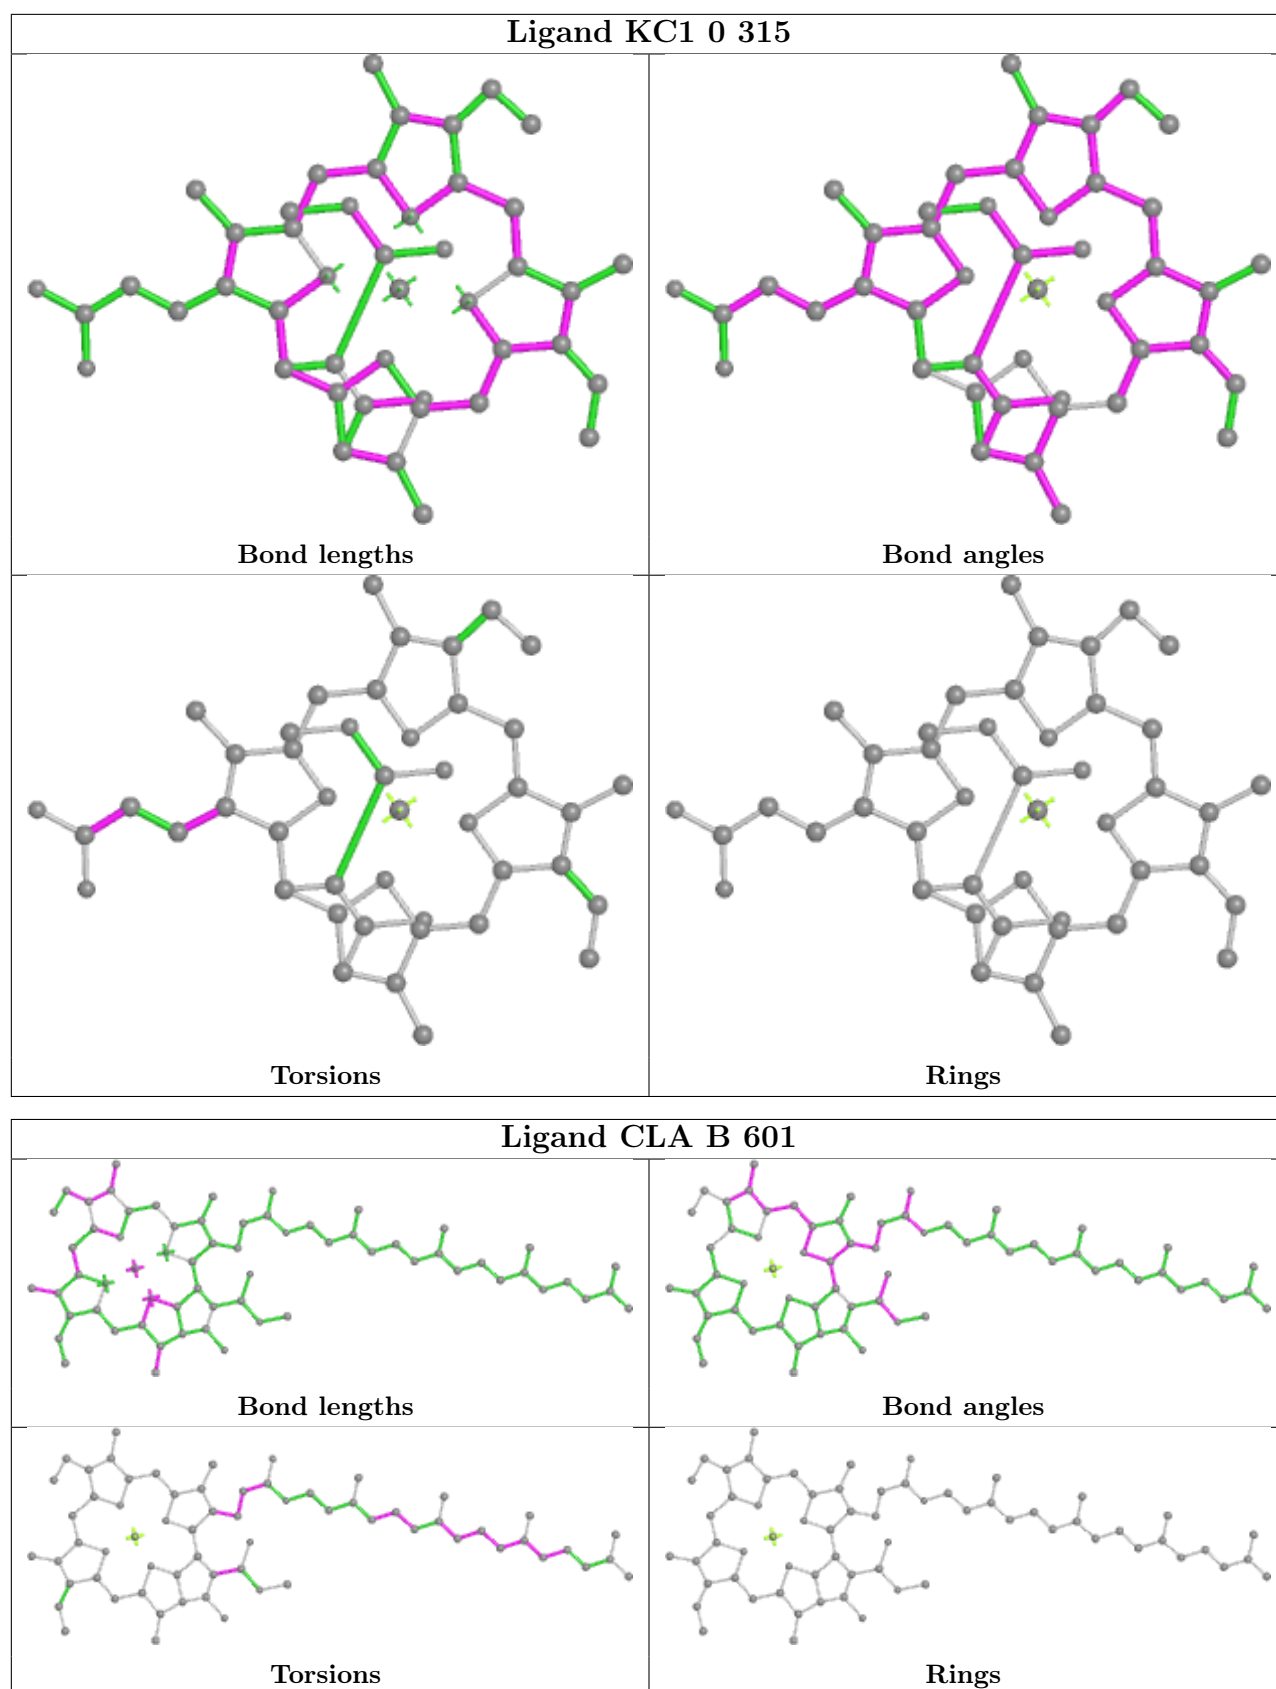 Ligand KC1 0 315
Bond lengths
Bond angles
Torsions
Rings
Ligand CLA B 601
Bond lengths
Bond angles
Torsions
Rings